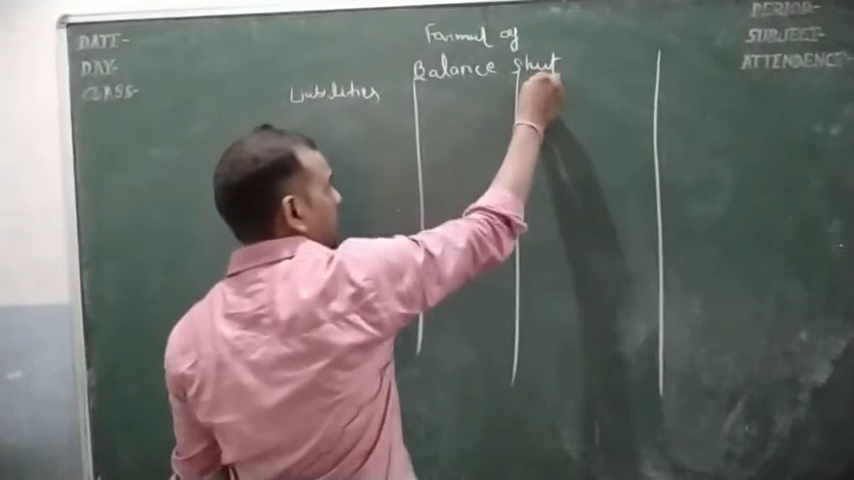 DATE-
DAY-
CLASS-
Format of
Balance Sheet
Liabilities
PERIOD-
SUBJECT-
ATTENDENCE-